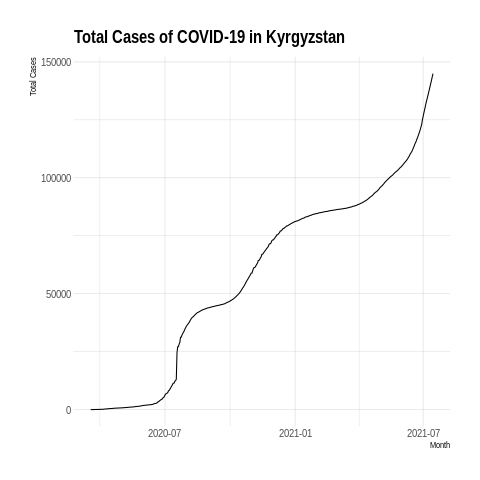 Total Cases of COVID-19 in Kyrgyzstan
Total Cases
150000
100000
50000
0
2020-07
2021-01
2021-07
Month